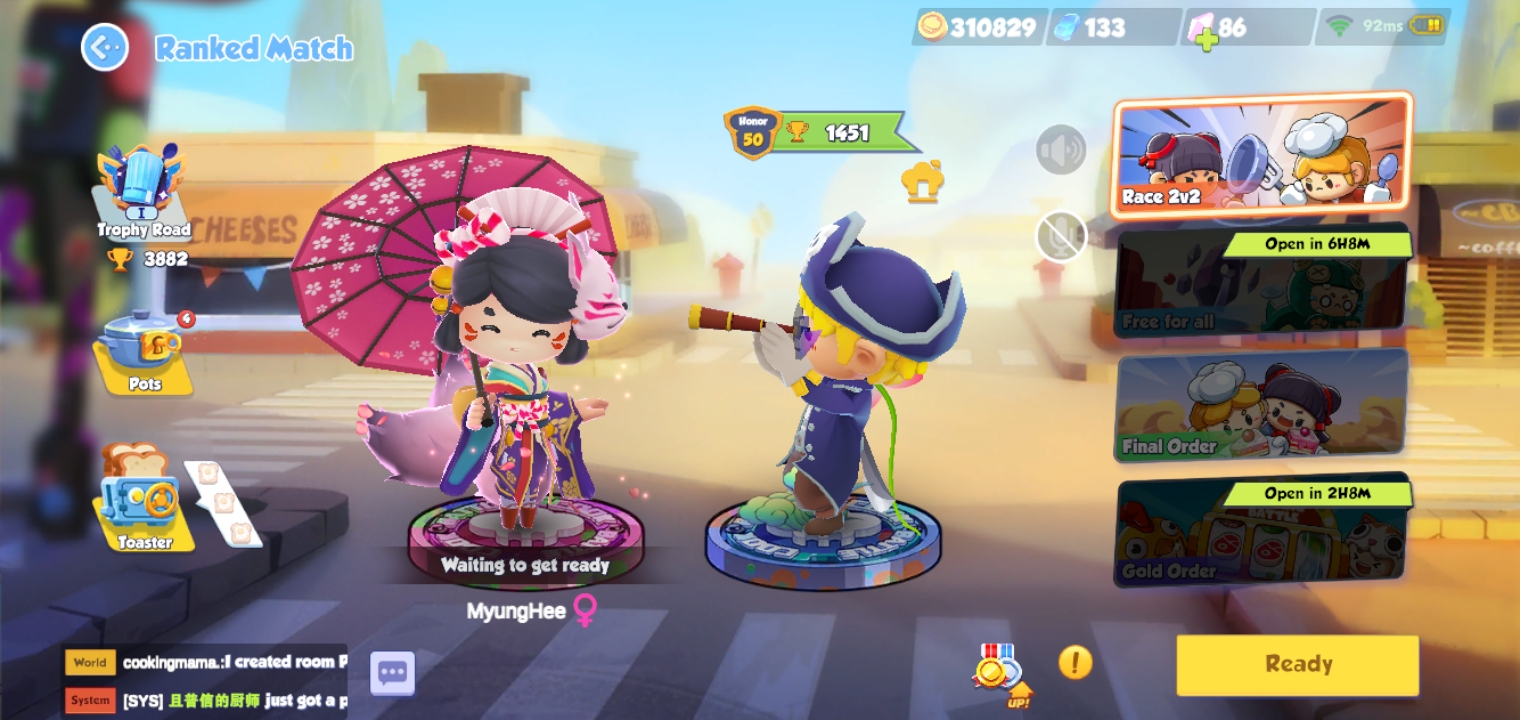 Ranked Match
310829
133
86
92ms
Honor
50
1451
CHEESES
I
Trophy Road
3882
4
Pots
Toaster
Race 2v2
Open in 6H8M
Free for all
Final Order
Open in 2H8M
BATTLE
Gold Order
Waiting to get ready
MyungHee
World
cookingmama.:I created room P
System
[SYS] 且普信的厨师 just got a p
UP!
!
Ready